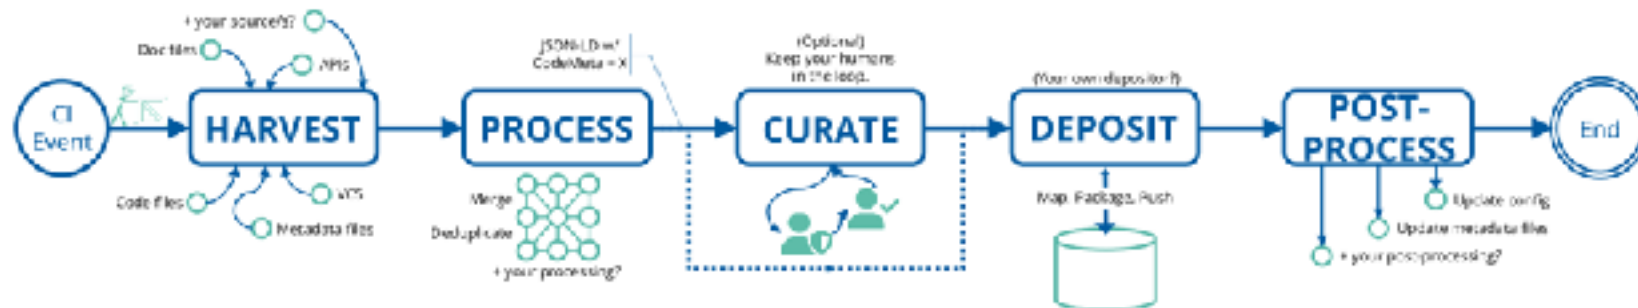 + your source/s?
Doc files
APIs
CI
Event
HARVEST
Code files
VCS
Metadata files
PROCESS
Merge
Deduplicate
+ your processing?
JSON-LD w/
CodeMeta + X
(Optional)
Keep your humans
in the loop.
CURATE
(Your own depositor?)
DEPOSIT
Map, Package, Push
POST-
PROCESS
Update config
Update metadata files
+ your post-processing?
End